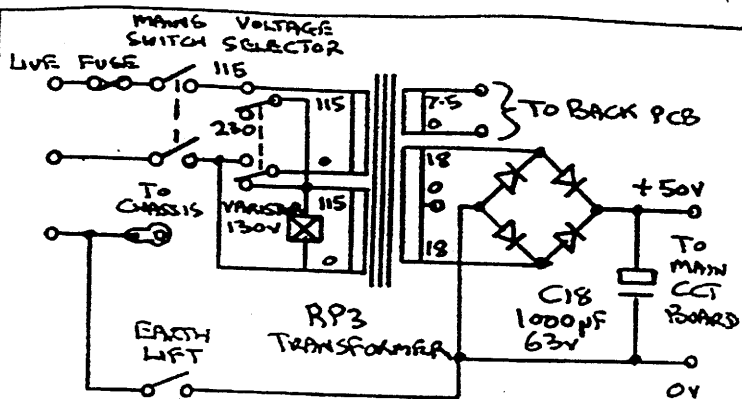 MAINS VOLTAGE
SWITCH SELECTOR
LIVE FUSE
115
115
7.5
0
TO BACK PCB
230
0
18
0
18
+50V
TO
CHASSIS
VARISTOR
130V
115
0
TO
MAIN
CCT
BOARD
C18
1000µF
63V
RP3
TRANSFORMER
EARTH
LIFT
0V